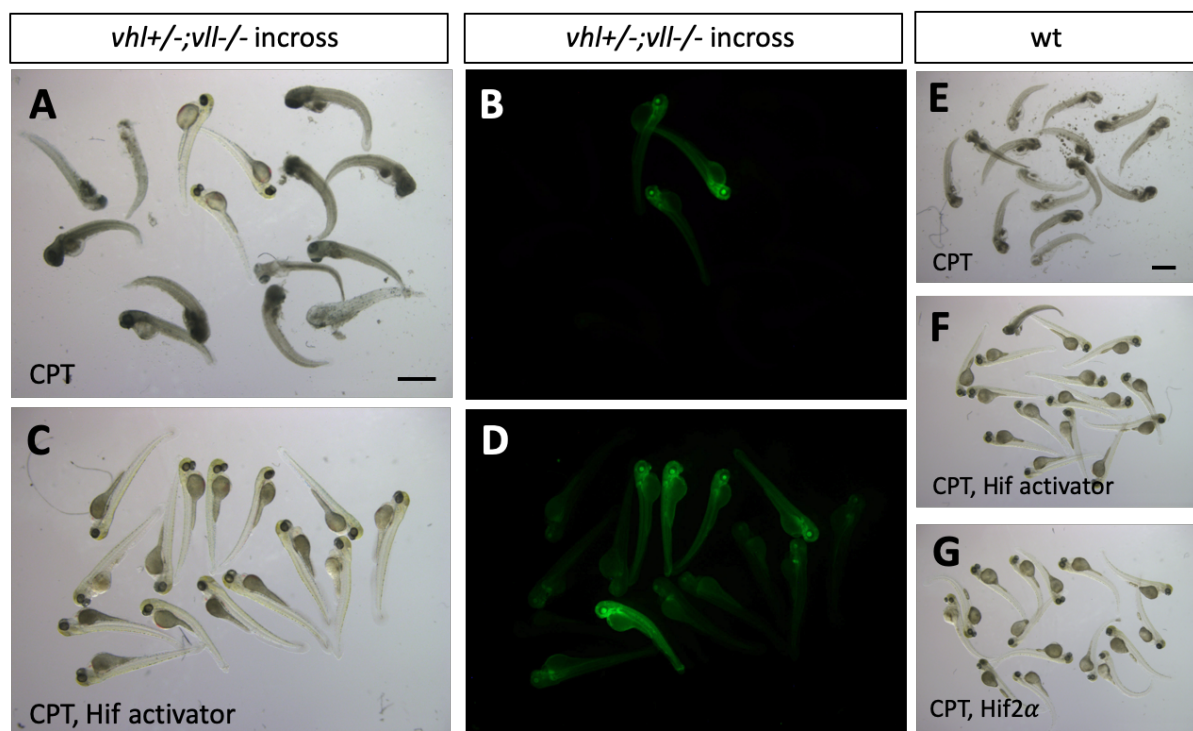 vhl+/-;vll-/- incross
vhl+/-;vll-/- incross
wt
A
CPT
B
C
CPT, Hif activator
D
E
CPT
F
CPT, Hif activator
G
CPT, Hif2α